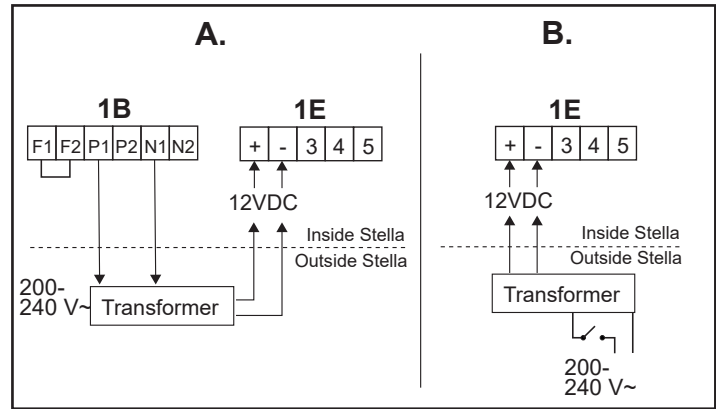 A.
1B
F1 F2 P1 P2 N1 N2
1E
+ - 3 4 5
12VDC
Inside Stella
Outside Stella
200-
240 V~
Transformer
B.
1E
+ - 3 4 5
12VDC
Inside Stella
Outside Stella
Transformer
200-
240 V~